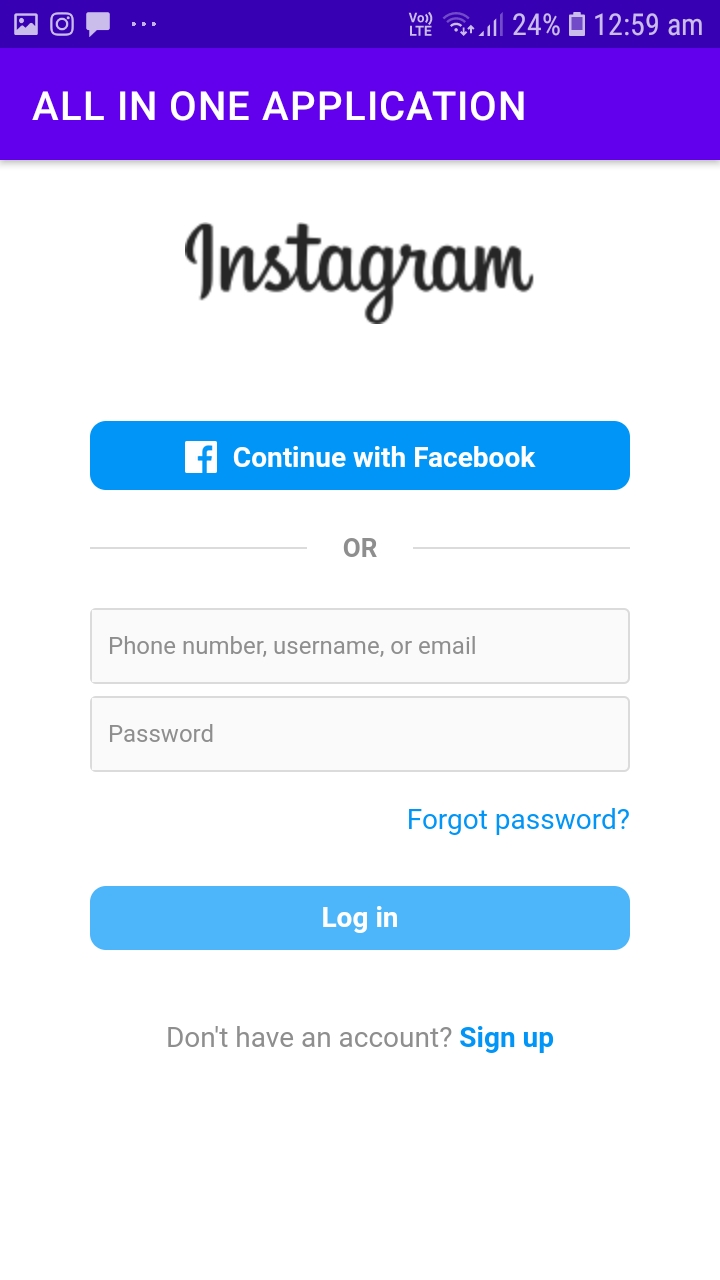 Vo)) LTE 24% 12:59 am
ALL IN ONE APPLICATION
Instagram
Continue with Facebook
OR
Phone number, username, or email
Password
Forgot password?
Log in
Don't have an account? Sign up